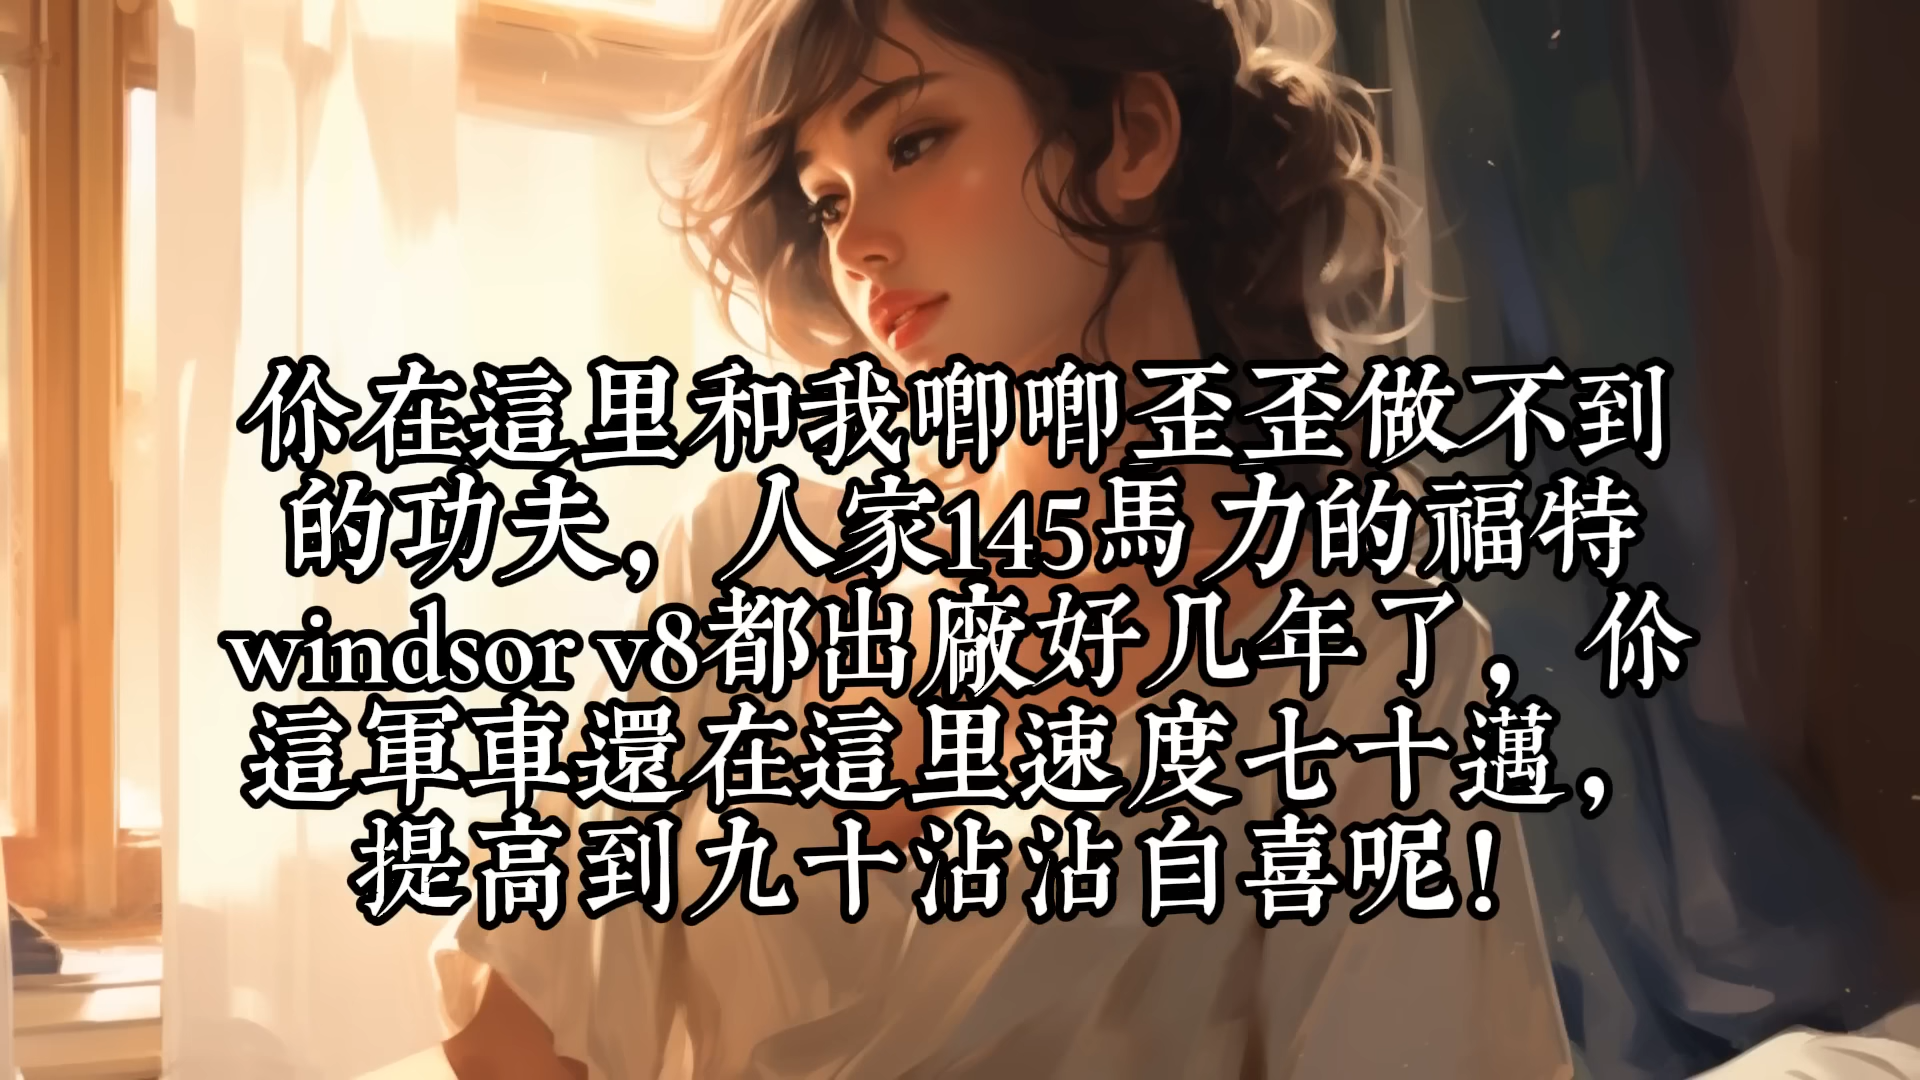 伱在這里和我唧唧歪歪做不到
的功夫，人家145馬力的福特
windsor v8都出廠好几年了，伱
這軍車還在這里速度七十邁，
提高到九十沾沾自喜呢！